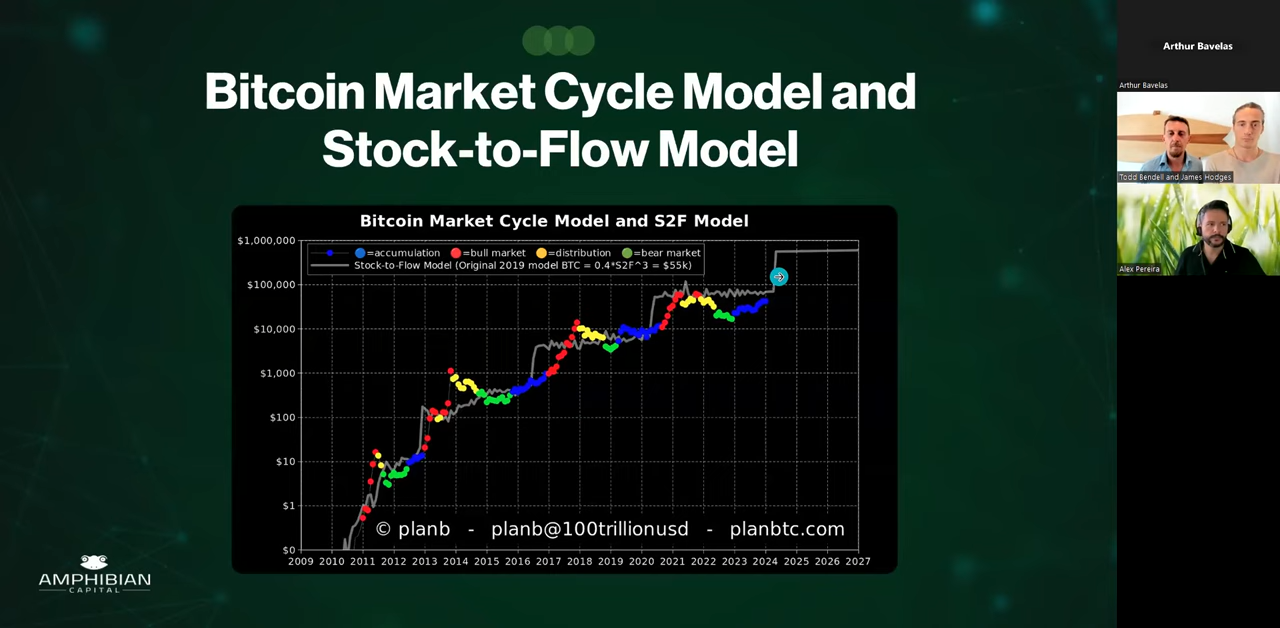 Bitcoin Market Cycle Model and
Stock-to-Flow Model
Bitcoin Market Cycle Model and S2F Model
=accumulation =bull market =distribution =bear market
Stock-to-Flow Model (Original 2019 model BTC = 0.4*S2F^3 = $55k)
$1,000,000
$100,000
$10,000
$1,000
$100
$10
$1
$0
© planb - planb@100trillionusd - planbtc.com
2009 2010 2011 2012 2013 2014 2015 2016 2017 2018 2019 2020 2021 2022 2023 2024 2025 2026 2027
AMPHIBIAN
CAPITAL
Arthur Bavelas
Arthur Bavelas
Todd Bendell and James Hodges
Alex Pereira